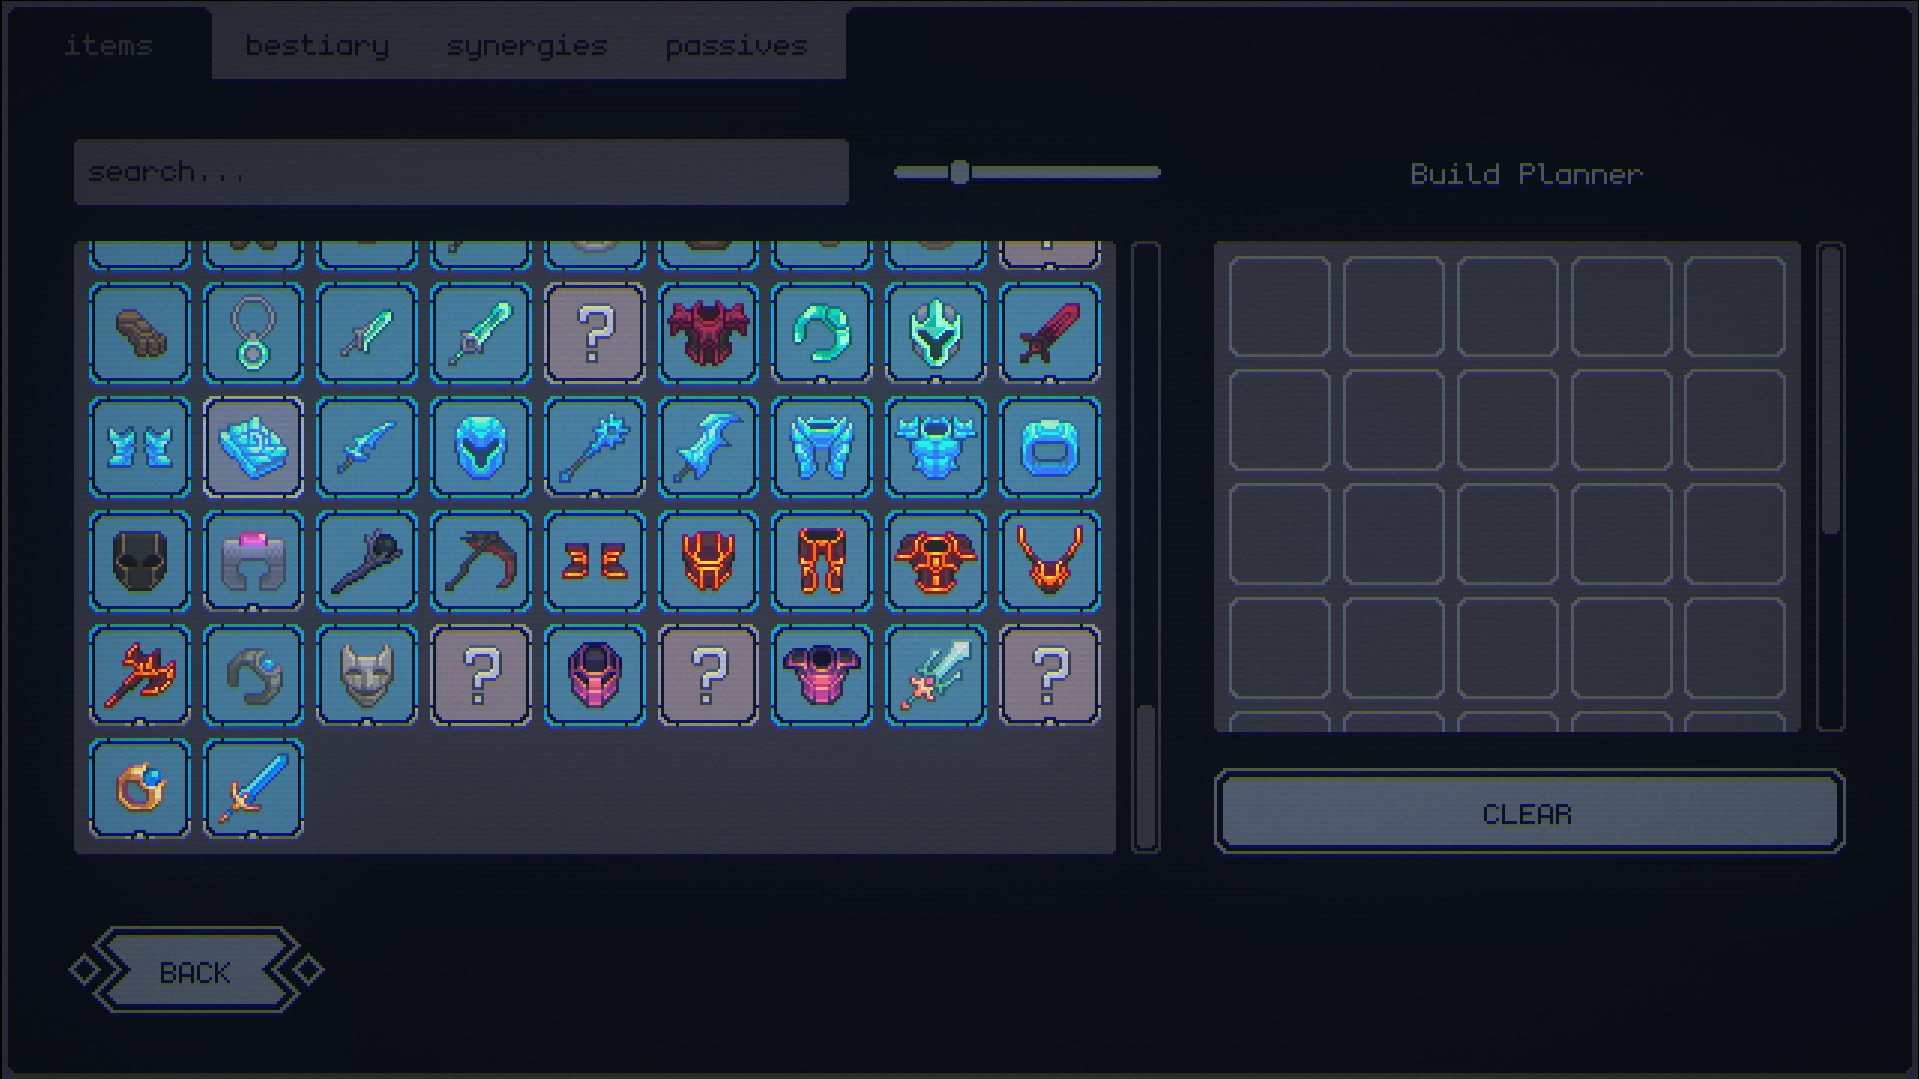 items bestiary synergies passives
search...
Build Planner
?
?
? ? ?
CLEAR
BACK